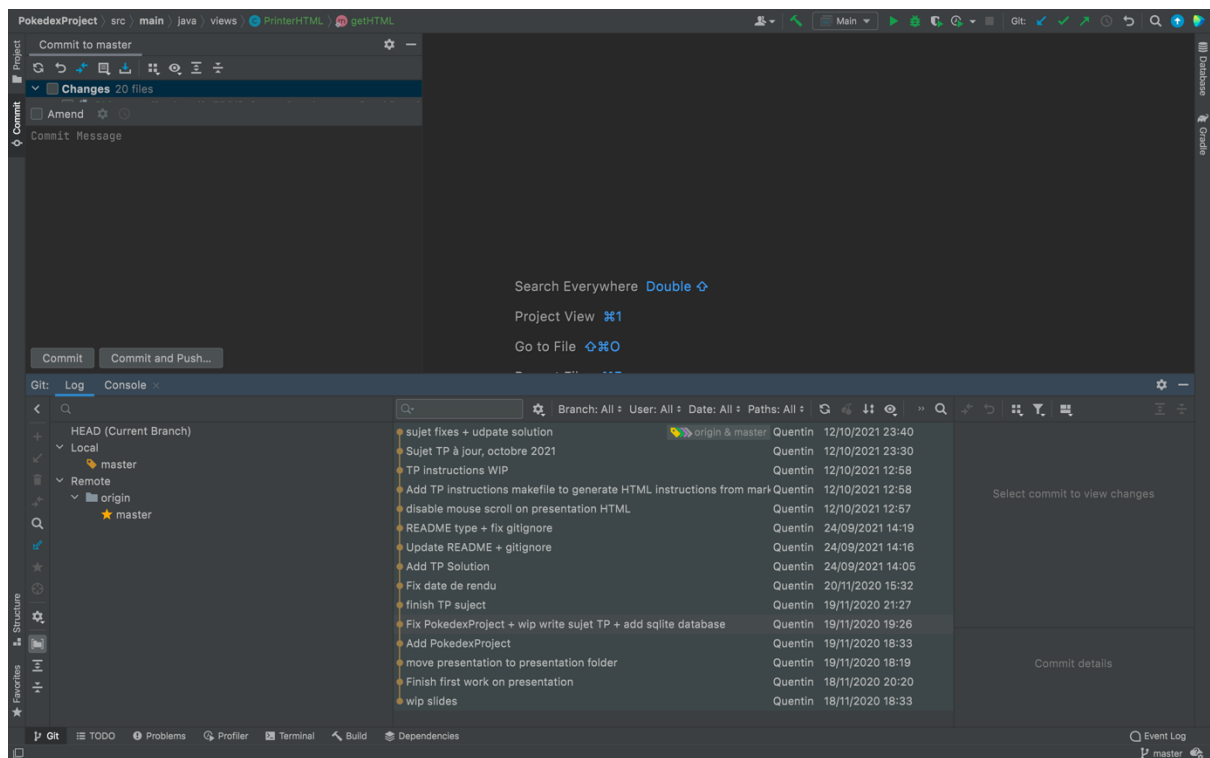 PokedexProject src main java views PrinterHTML getHTML Main Git:
Project
Commit
Structure
Favorites
Database
Gradle
Commit to master
Changes 20 files
Amend
Commit Message
Commit Commit and Push...
Search Everywhere Double ⇧
Project View ⌘1
Go to File ⇧⌘O
Git: Log Console
Branch: All User: All Date: All Paths: All
HEAD (Current Branch)
Local
master
Remote
origin
master
sujet fixes + udpate solution origin & master Quentin 12/10/2021 23:40
Sujet TP à jour, octobre 2021 Quentin 12/10/2021 23:30
TP instructions WIP Quentin 12/10/2021 12:58
Add TP instructions makefile to generate HTML instructions from mark Quentin 12/10/2021 12:58
disable mouse scroll on presentation HTML Quentin 12/10/2021 12:57
README type + fix gitignore Quentin 24/09/2021 14:19
Update README + gitignore Quentin 24/09/2021 14:16
Add TP Solution Quentin 24/09/2021 14:05
Fix date de rendu Quentin 20/11/2020 15:32
finish TP suject Quentin 19/11/2020 21:27
Fix PokedexProject + wip write sujet TP + add sqlite database Quentin 19/11/2020 19:26
Add PokedexProject Quentin 19/11/2020 18:33
move presentation to presentation folder Quentin 19/11/2020 18:19
Finish first work on presentation Quentin 18/11/2020 20:20
wip slides Quentin 18/11/2020 18:33
Select commit to view changes
Commit details
Git TODO Problems Profiler Terminal Build Dependencies Event Log
master